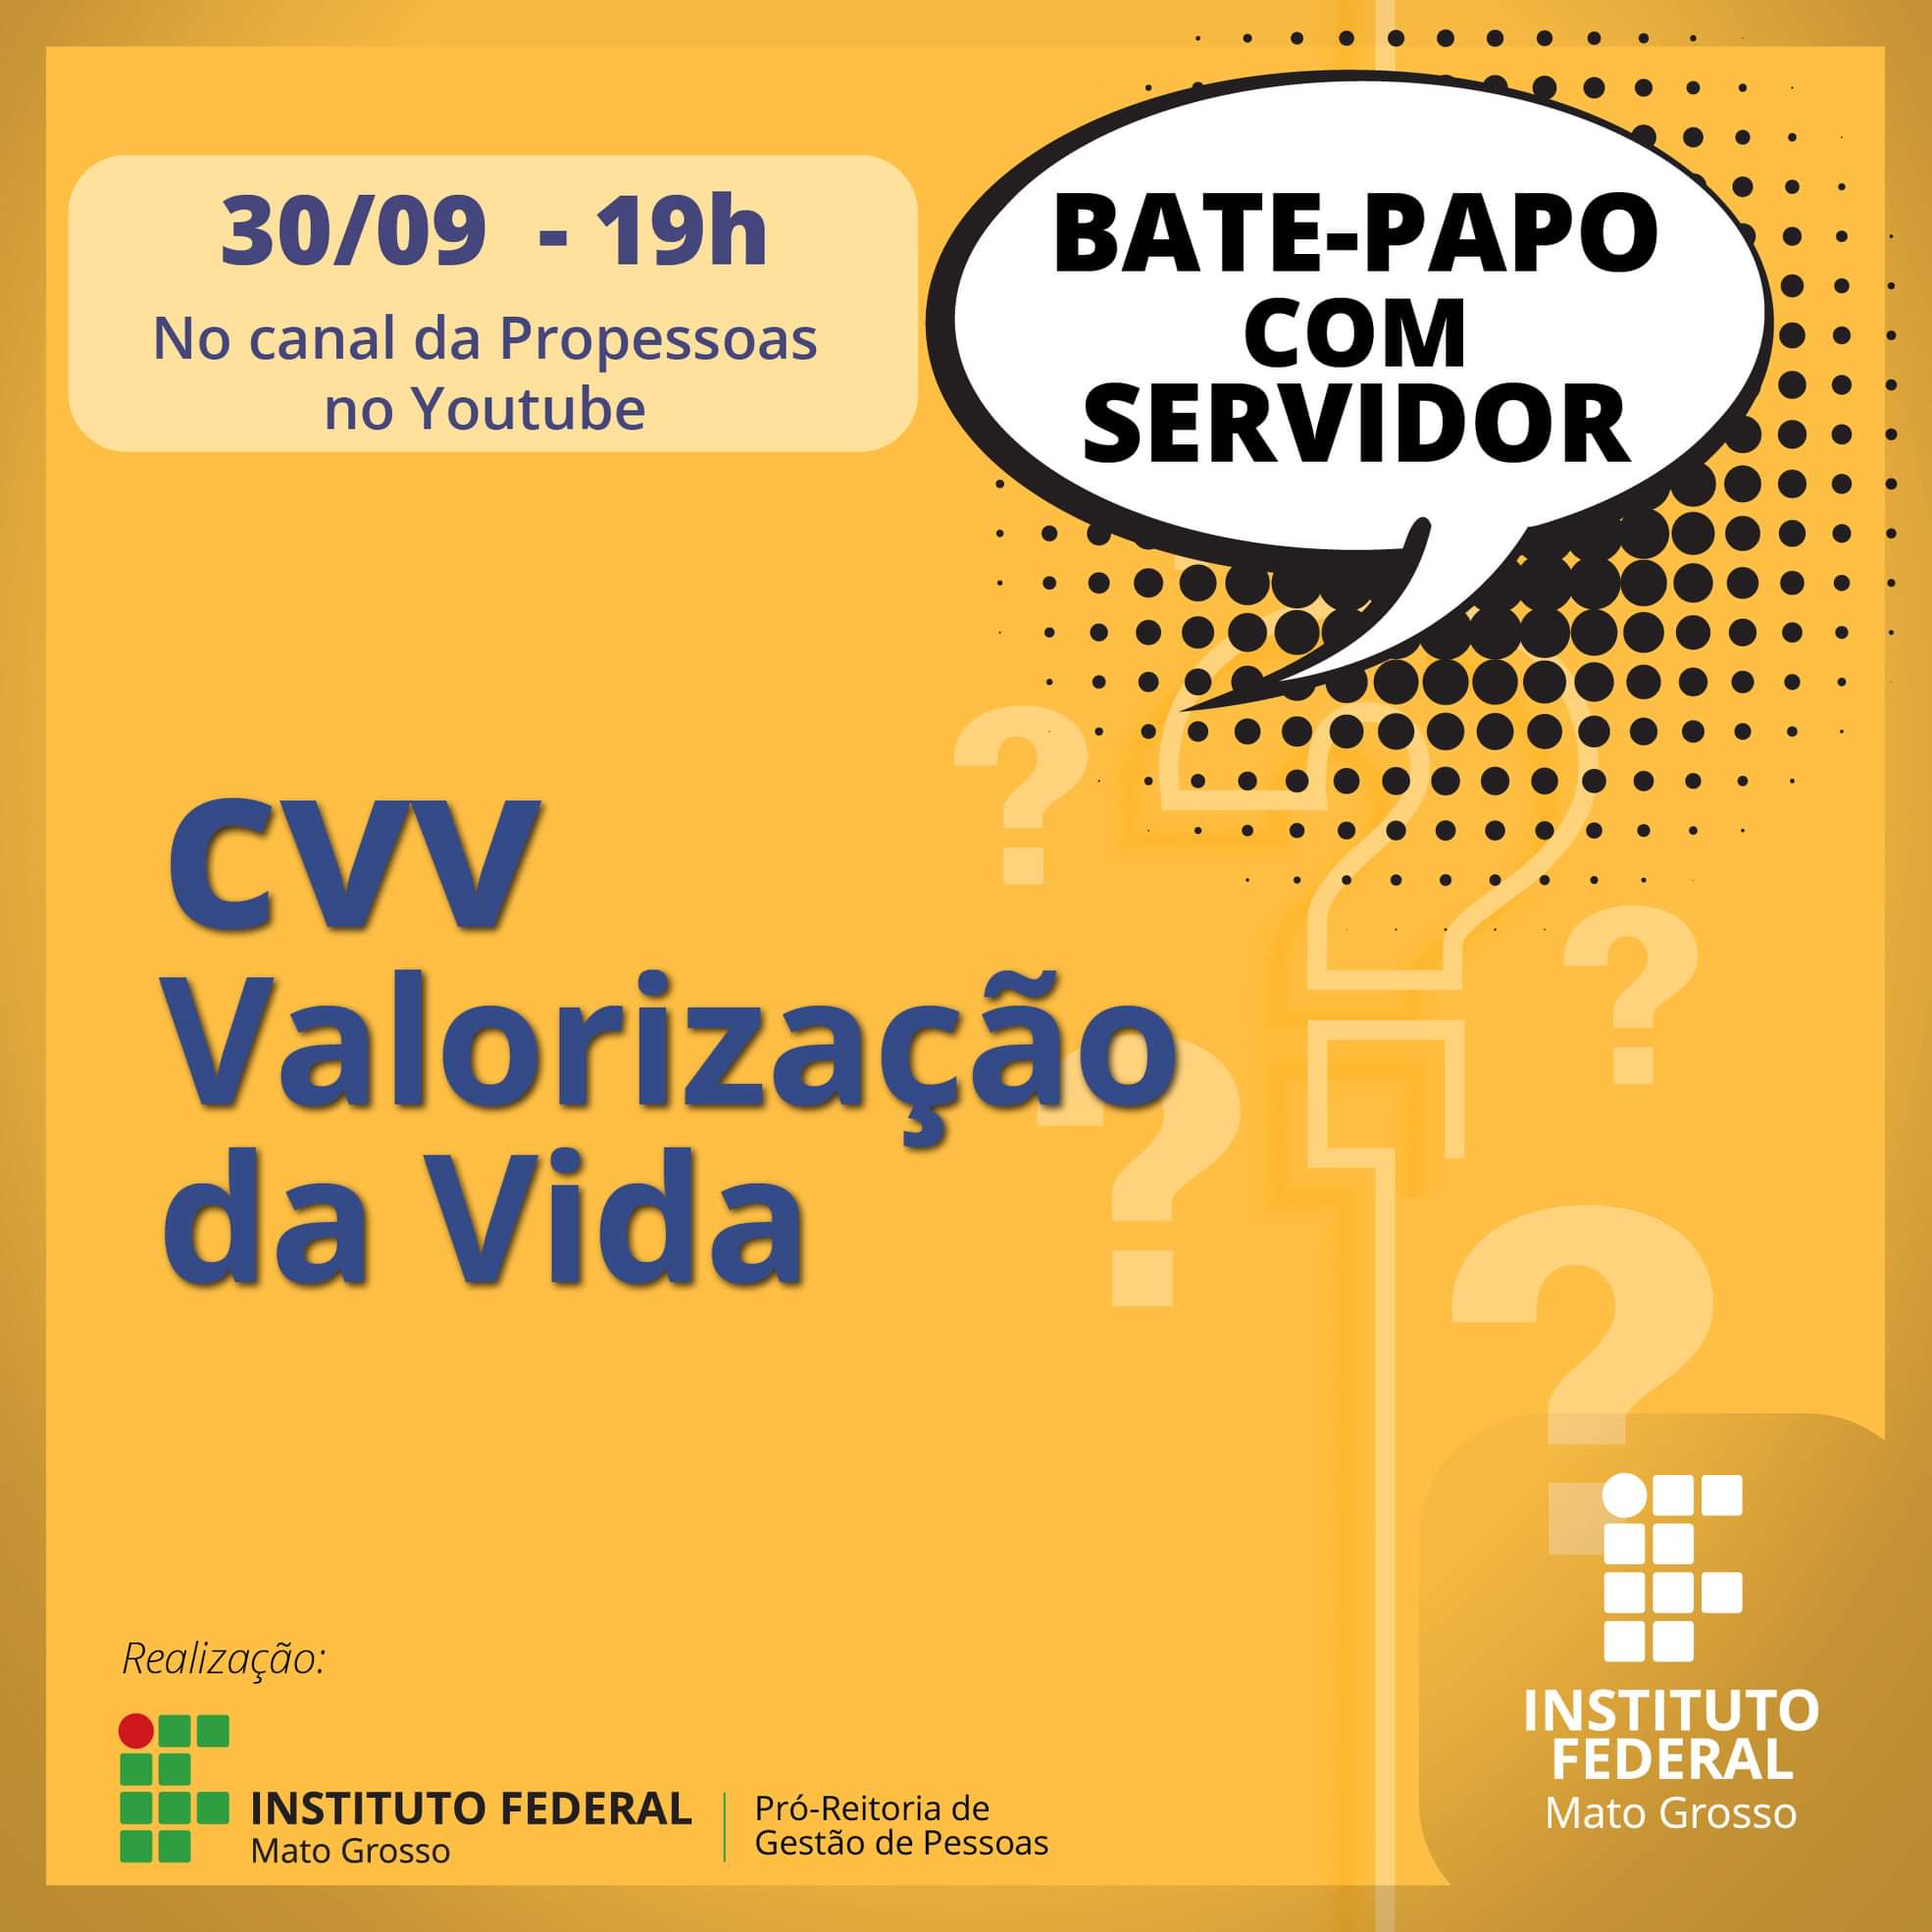 30/09 - 19h
No canal da Propessoas
no Youtube
BATE-PAPO
COM
SERVIDOR
CVV
Valorização
da Vida
Realização:
INSTITUTO FEDERAL
Mato Grosso
Pró-Reitoria de
Gestão de Pessoas
INSTITUTO
FEDERAL
Mato Grosso